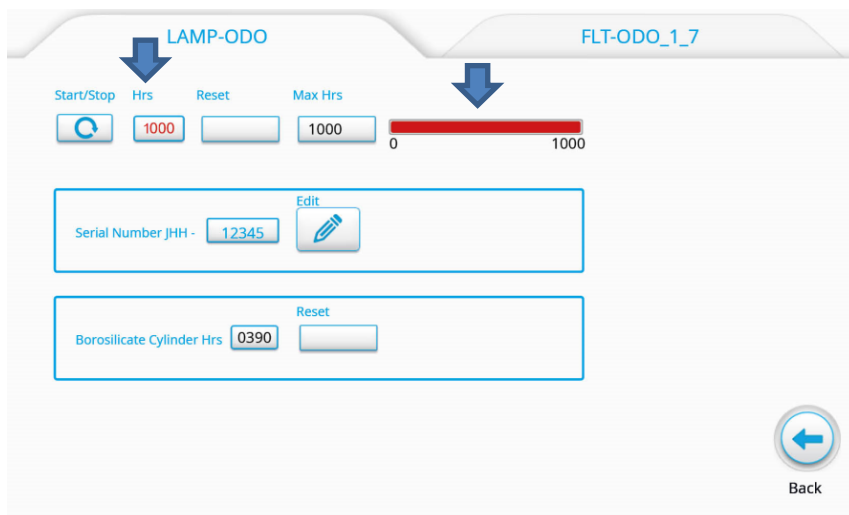 LAMP-ODO FLT-ODO_1_7
Start/Stop Hrs Reset Max Hrs
1000 1000
0 1000
Edit
Serial Number JHH - 12345
Reset
Borosilicate Cylinder Hrs 0390
Back